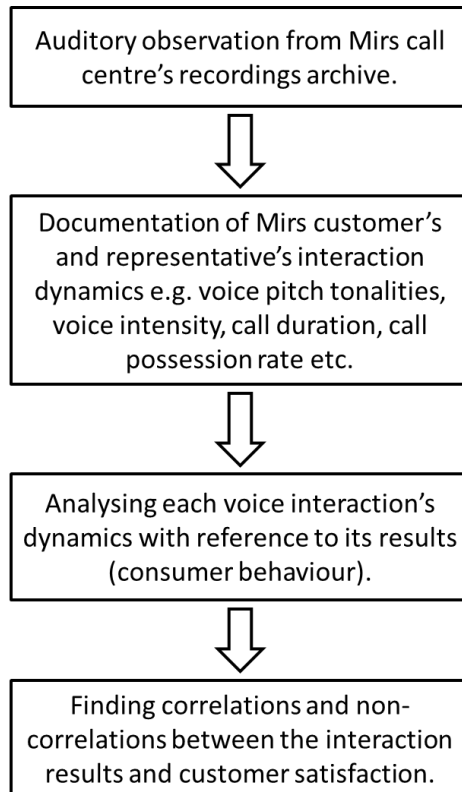 Auditory observation from Mirs call
centre's recordings archive.
Documentation of Mirs customer's
and representative's interaction
dynamics e.g. voice pitch tonalities,
voice intensity, call duration, call
possession rate etc.
Analysing each voice interaction's
dynamics with reference to its results
(consumer behaviour).
Finding correlations and non-
correlations between the interaction
results and customer satisfaction.